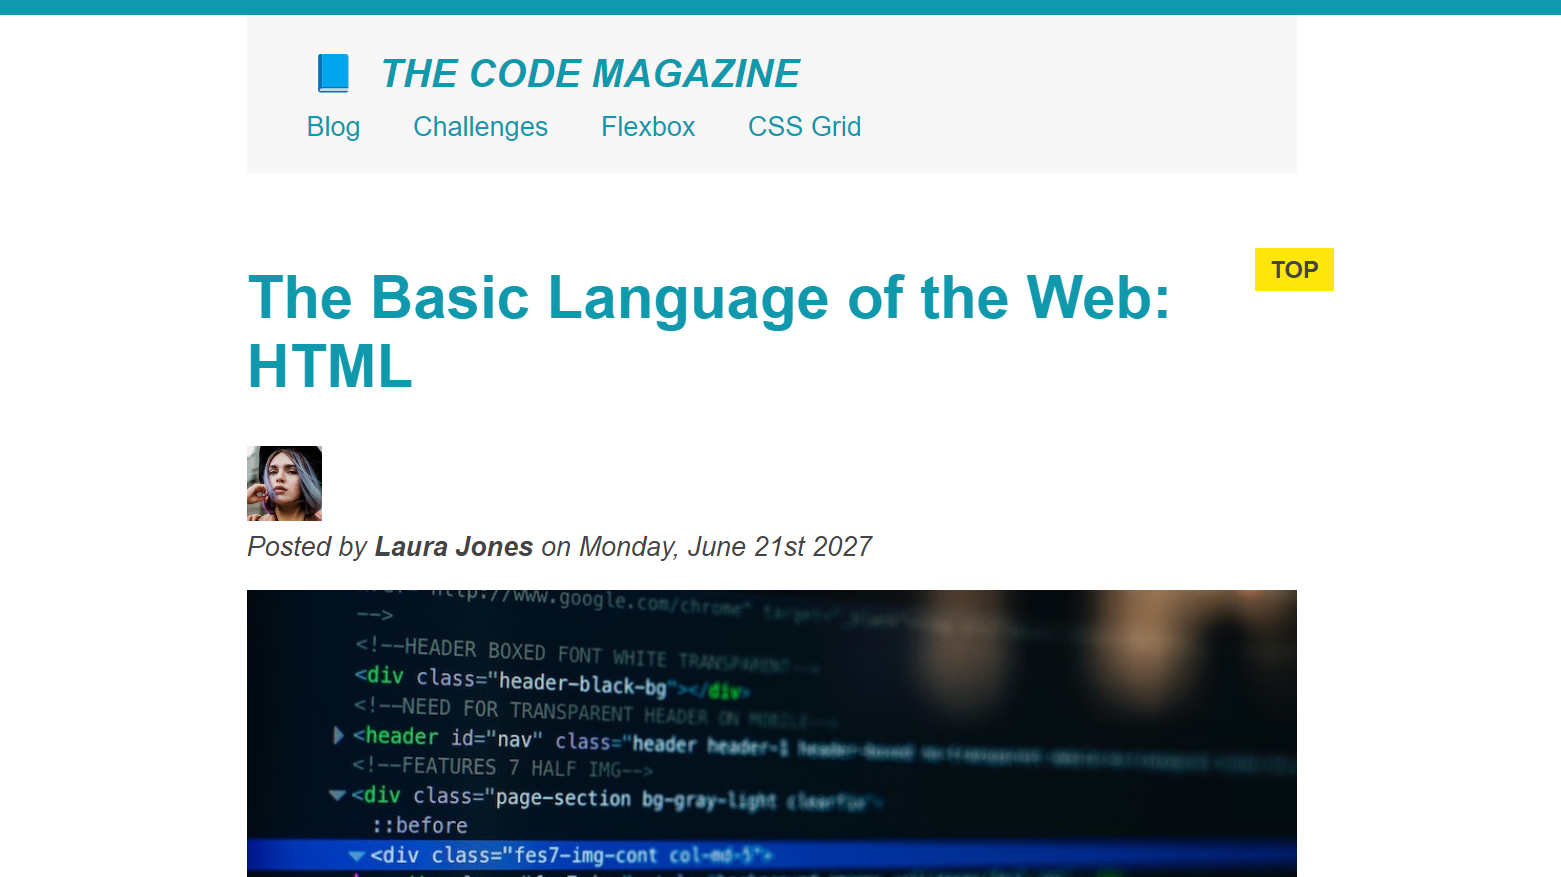 THE CODE MAGAZINE
Blog Challenges Flexbox CSS Grid
TOP
The Basic Language of the Web:
HTML
Posted by Laura Jones on Monday, June 21st 2027
http://www.google.com/chrome"
-->
<!--HEADER BOXED FONT WHITE TRANSPARENT-->
<div class="header-black-bg"></div>
<!--NEED FOR TRANSPARENT HEADER ON MOBILE-->
<header id="nav" class="header header-1 header-boxed
<!--FEATURES 7 HALF IMG-->
<div class="page-section bg-gray-light clearfix">
::before
<div class="fes7-img-cont col-md-5">